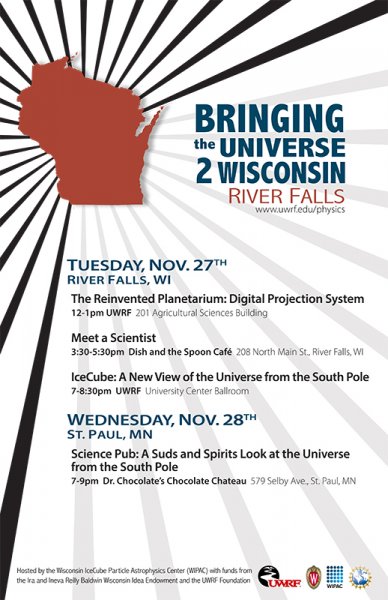 BRINGING
the UNIVERSE
2 WISCONSIN
RIVER FALLS
www.uwrf.edu/physics
TUESDAY, NOV. 27TH
RIVER FALLS, WI
The Reinvented Planetarium: Digital Projection System
12-1pm UWRF 201 Agricultural Sciences Building
Meet a Scientist
3:30-5:30pm Dish and the Spoon Café 208 North Main St., River Falls, WI
IceCube: A New View of the Universe from the South Pole
7-8:30pm UWRF University Center Ballroom
WEDNESDAY, NOV. 28TH
ST. PAUL, MN
Science Pub: A Suds and Spirits Look at the Universe
from the South Pole
7-9pm Dr. Chocolate's Chocolate Chateau 579 Selby Ave., St. Paul, MN
Hosted by the Wisconsin IceCube Particle Astrophysics Center (WIPAC) with funds from
the Ira and Ineva Reilly Baldwin Wisconsin Idea Endowment and the UWRF Foundation
UWRF
W
WIPAC